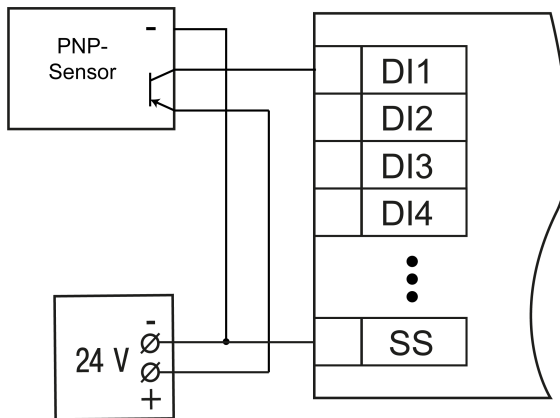 PNP-
Sensor
-
DI1
DI2
DI3
DI4
SS
24 V
-
+